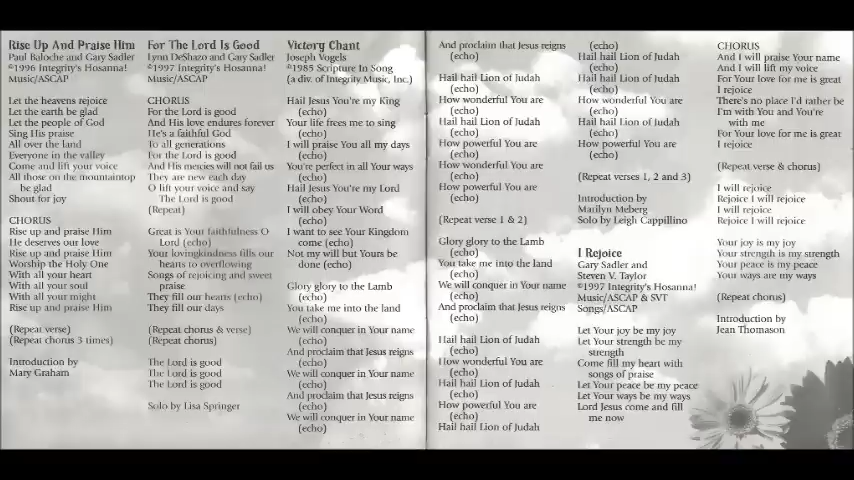 Rise Up And Praise Him
Paul Baloche and Gary Sadler
©1996 Integrity's Hosanna!
Music/ASCAP
Let the heavens rejoice
Let the earth be glad
Let the people of God
Sing His praise
All over the land
Everyone in the valley
Come and lift your voice
All those on the mountaintop
be glad
Shout for joy
CHORUS
Rise up and praise Him
He deserves our love
Rise up and praise Him
Worship the Holy One
With all your heart
With all your soul
With all your might
Rise up and praise Him
(Repeat verse)
(Repeat chorus 3 times)
Introduction by
Mary Graham
For The Lord Is Good
Lynn DeShazo and Gary Sadler
©1997 Integrity's Hosanna!
Music/ASCAP
CHORUS
For the Lord is good
And His love endures forever
He's a faithful God
To all generations
For the Lord is good
And His mercies will not fail us
They are new each day
O lift your voice and say
The Lord is good
(Repeat)
Great is Your faithfulness O
Lord (echo)
Your lovingkindness fills our
hearts to overflowing
Songs of rejoicing and sweet
praise
They fill our hearts (echo)
They fill our days
(Repeat chorus & verse)
(Repeat chorus)
The Lord is good
The Lord is good
The Lord is good
Solo by Lisa Springer
Victory Chant
Joseph Vogels
©1985 Scripture In Song
(a div. of Integrity Music, Inc.)
Hail Jesus You're my King
(echo)
Your life frees me to sing
(echo)
I will praise You all my days
(echo)
You're perfect in all Your ways
(echo)
Hail Jesus You're my Lord
(echo)
I will obey Your Word
(echo)
I want to see Your Kingdom
come (echo)
Not my will but Yours be
done (echo)
Glory glory to the Lamb
(echo)
You take me into the land
(echo)
We will conquer in Your name
(echo)
And proclaim that Jesus reigns
(echo)
We will conquer in Your name
(echo)
And proclaim that Jesus reigns
(echo)
We will conquer in Your name
(echo)
And proclaim that Jesus reigns
(echo)
Hail hail Lion of Judah
(echo)
How wonderful You are
(echo)
Hail hail Lion of Judah
(echo)
How powerful You are
(echo)
How wonderful You are
(echo)
How powerful You are
(echo)
(Repeat verse 1 & 2)
Glory glory to the Lamb
(echo)
You take me into the land
(echo)
We will conquer in Your name
(echo)
And proclaim that Jesus reigns
(echo)
Hail hail Lion of Judah
(echo)
How wonderful You are
(echo)
Hail hail Lion of Judah
(echo)
How powerful You are
(echo)
Hail hail Lion of Judah
(echo)
Hail hail Lion of Judah
(echo)
Hail hail Lion of Judah
(echo)
How wonderful You are
(echo)
Hail hail Lion of Judah
(echo)
How powerful You are
(echo)
(Repeat verses 1, 2 and 3)
Introduction by
Marilyn Meberg
Solo by Leigh Cappillino
I Rejoice
Gary Sadler and
Steven V. Taylor
©1997 Integrity's Hosanna!
Music/ASCAP & SVT
Songs/ASCAP
Let Your joy be my joy
Let Your strength be my
strength
Come fill my heart with
songs of praise
Let Your peace be my peace
Let Your ways be my ways
Lord Jesus come and fill
me now
CHORUS
And I will praise Your name
And I will lift my voice
For Your love for me is great
I rejoice
There's no place I'd rather be
I'm with You and You're
with me
For Your love for me is great
I rejoice
(Repeat verse & chorus)
I will rejoice
Rejoice I will rejoice
I will rejoice
Rejoice I will rejoice
Your joy is my joy
Your strength is my strength
Your peace is my peace
Your ways are my ways
(Repeat chorus)
Introduction by
Jean Thomason